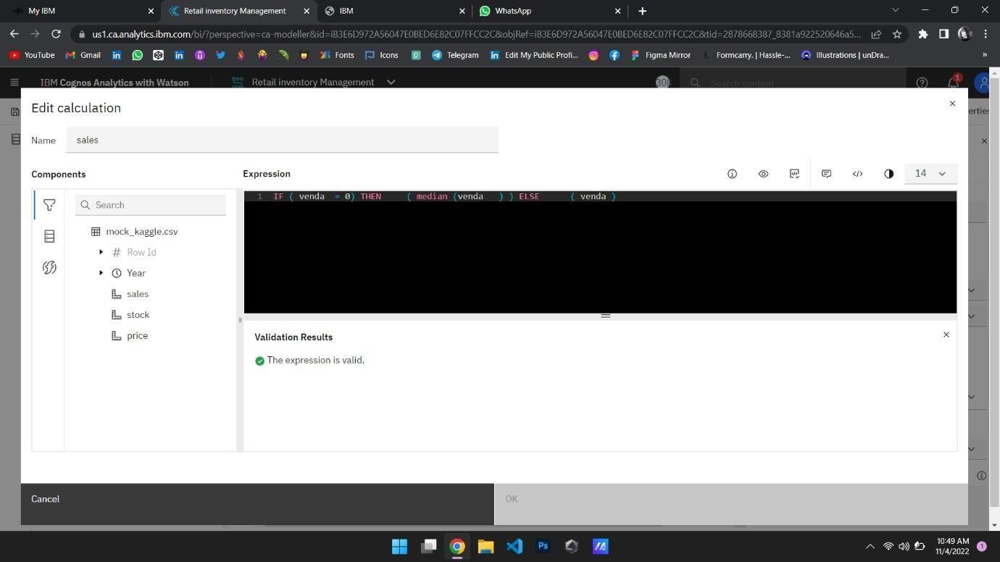 My IBM
Retail inventory Management
IBM
WhatsApp
us1.ca.analytics.ibm.com/bi/?perspective=ca-modeller&id=iB3E6D972A56047E0BED6E82C07FFCC2C&objRef=iB3E6D972A56047E0BED6E82C07FFCC2C&tid=2878668387_8381a922520646a5...
YouTube Gmail Fonts Icons Telegram Edit My Public Profi... Figma Mirror Formcarry. | Hassle-... Illustrations | unDra... »
IBM Cognos Analytics with Watson Retail inventory Management Search content 1
erties
Edit calculation
Name sales
Components Expression 14
1 IF ( venda = 0) THEN ( median (venda ) ) ELSE ( venda )
Search
mock_kaggle.csv
# Row Id
Year
sales
stock
price
Validation Results
The expression is valid.
Cancel OK
Ps
10:49 AM
11/4/2022
1